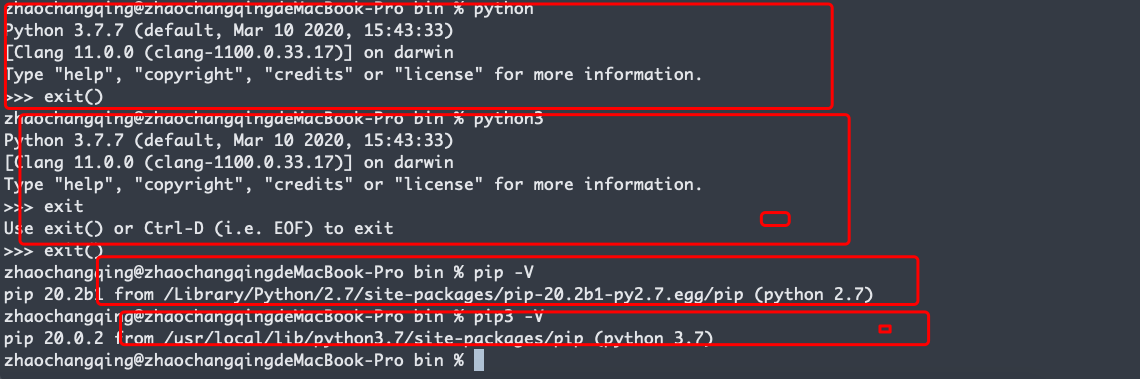 zhaochangqing@zhaochangqingdeMacBook-Pro bin % python
Python 3.7.7 (default, Mar 10 2020, 15:43:33)
[Clang 11.0.0 (clang-1100.0.33.17)] on darwin
Type "help", "copyright", "credits" or "license" for more information.
>>> exit()
zhaochangqing@zhaochangqingdeMacBook-Pro bin % python3
Python 3.7.7 (default, Mar 10 2020, 15:43:33)
[Clang 11.0.0 (clang-1100.0.33.17)] on darwin
Type "help", "copyright", "credits" or "license" for more information.
>>> exit
Use exit() or Ctrl-D (i.e. EOF) to exit
>>> exit()
zhaochangqing@zhaochangqingdeMacBook-Pro bin % pip -V
pip 20.2b1 from /Library/Python/2.7/site-packages/pip-20.2b1-py2.7.egg/pip (python 2.7)
zhaochangqing@zhaochangqingdeMacBook-Pro bin % pip3 -V
pip 20.0.2 from /usr/local/lib/python3.7/site-packages/pip (python 3.7)
zhaochangqing@zhaochangqingdeMacBook-Pro bin %